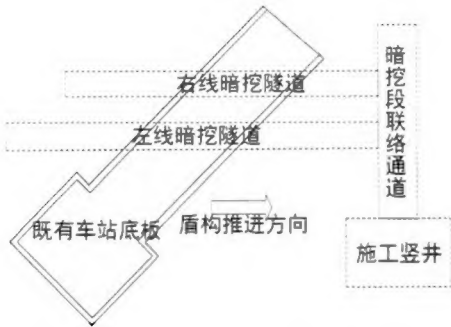 右线暗挖隧道
左线暗挖隧道
暗挖段联络通道
既有车站底板
盾构推进方向
施工竖井